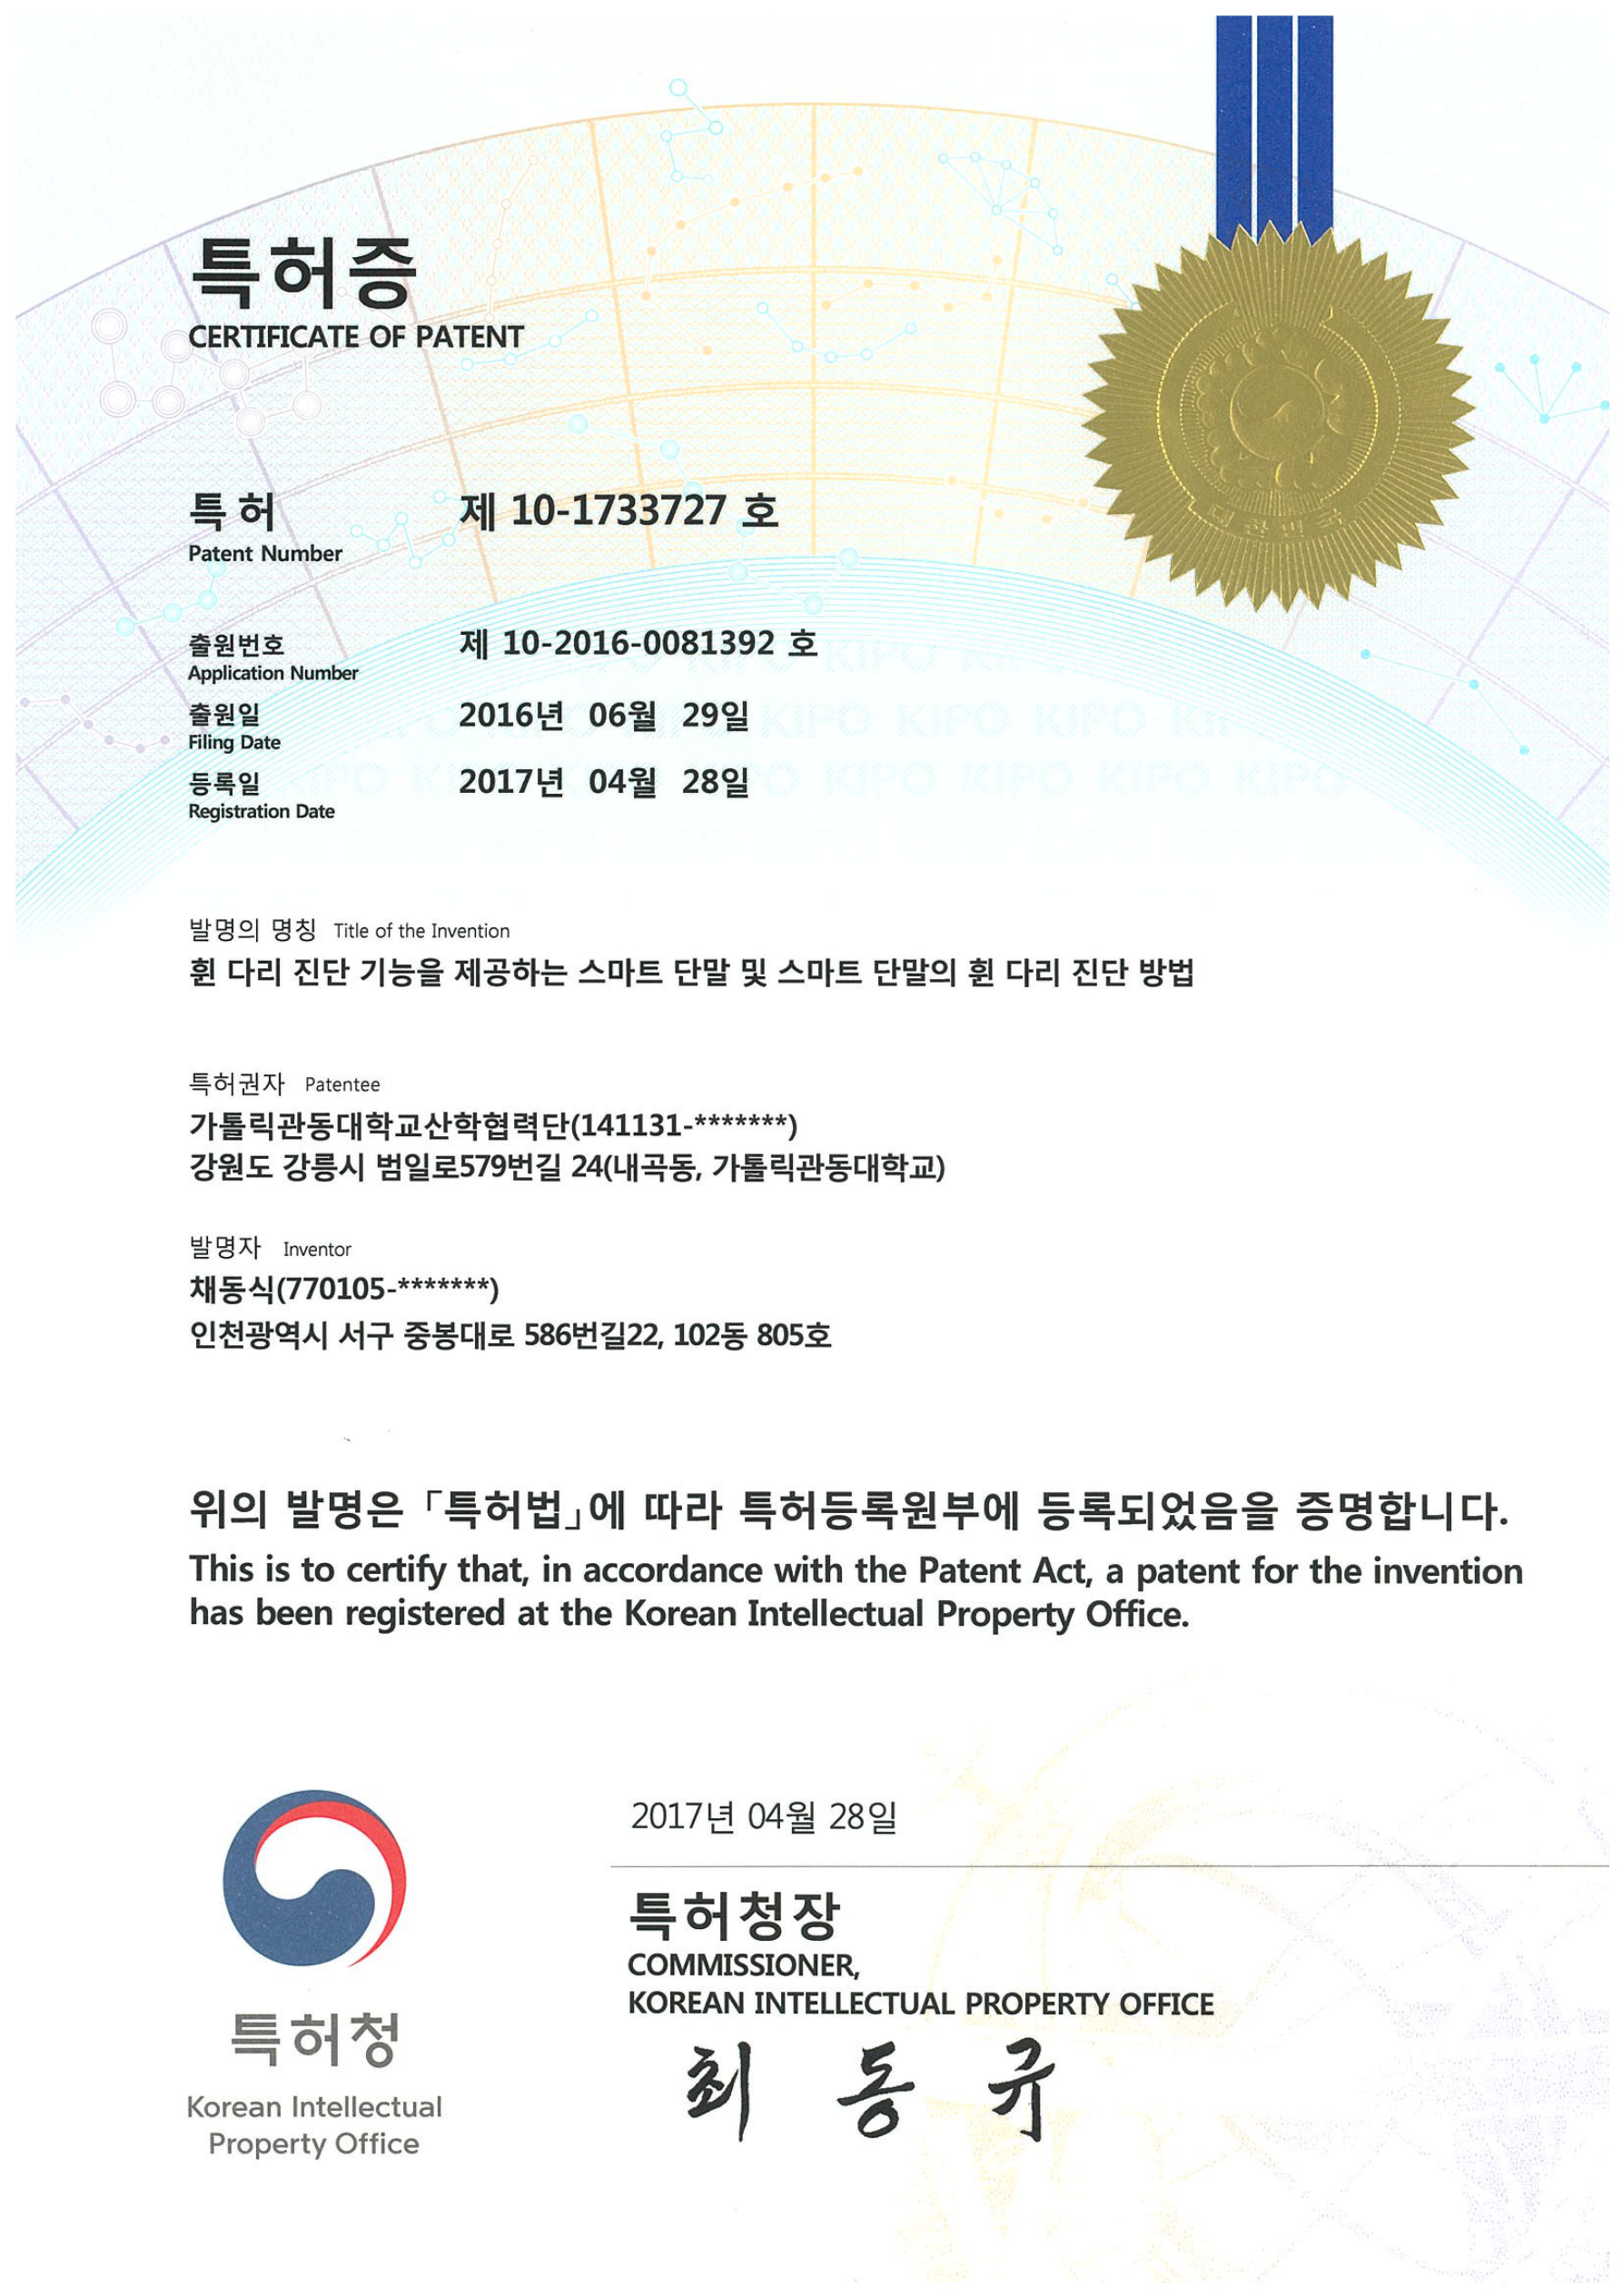 특허증
CERTIFICATE OF PATENT
특 허 제 10-1733727 호
Patent Number
출원번호 제 10-2016-0081392 호
Application Number
출원일 2016년 06월 29일
Filing Date
등록일 2017년 04월 28일
Registration Date
발명의 명칭 Title of the Invention
휜 다리 진단 기능을 제공하는 스마트 단말 및 스마트 단말의 휜 다리 진단 방법
특허권자 Patentee
가톨릭관동대학교산학협력단(141131-*******)
강원도 강릉시 범일로579번길 24(내곡동, 가톨릭관동대학교)
발명자 Inventor
채동식(770105-*******)
인천광역시 서구 중봉대로 586번길22, 102동 805호
위의 발명은 「특허법」에 따라 특허등록원부에 등록되었음을 증명합니다.
This is to certify that, in accordance with the Patent Act, a patent for the invention
has been registered at the Korean Intellectual Property Office.
2017년 04월 28일
특허청장
COMMISSIONER,
KOREAN INTELLECTUAL PROPERTY OFFICE
최 동 규
특허청
Korean Intellectual
Property Office
대한민국
KIPO KIPO KIPO KIPO